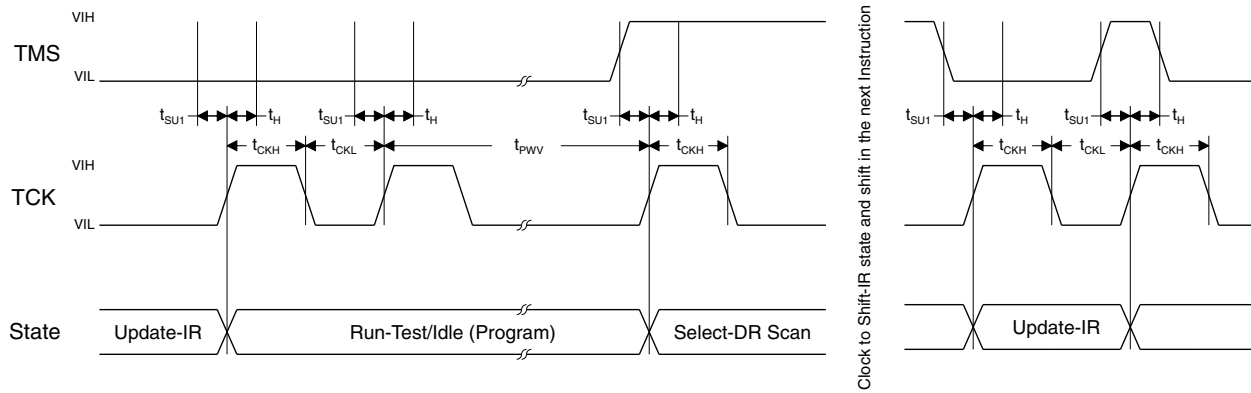 VIH
TMS
VIL
tSU1 tH tSU1 tH tSU1 tH tSU1 tH tSU1 tH
tCKH tCKL tPWV tCKH tCKH tCKL tCKH
VIH
TCK
VIL
State Update-IR Run-Test/Idle (Program) Select-DR Scan Update-IR
Clock to Shift-IR state and shift in the next Instruction